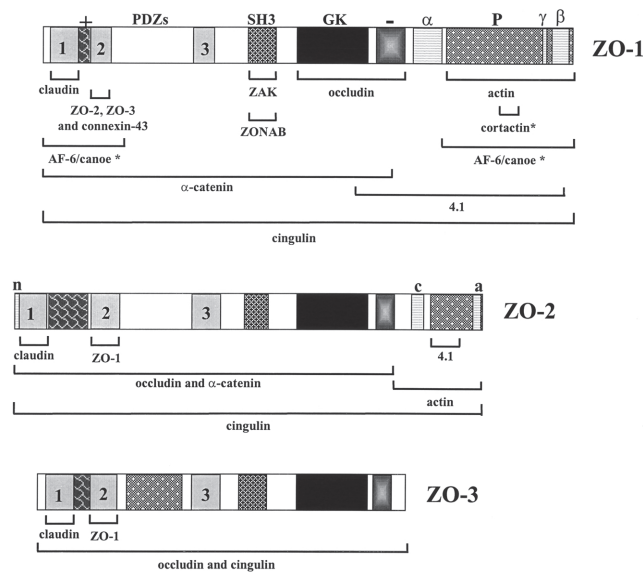 + PDZs SH3 GK - α P γ β
1 2 3 ZO-1
claudin ZAK occludin actin
ZO-2, ZO-3
and connexin-43 ZONAB cortactin*
AF-6/canoe * AF-6/canoe *
α-catenin
4.1
cingulin
n c a
1 2 3 ZO-2
claudin ZO-1 4.1
occludin and α-catenin
actin
cingulin
1 2 3 ZO-3
claudin ZO-1
occludin and cingulin